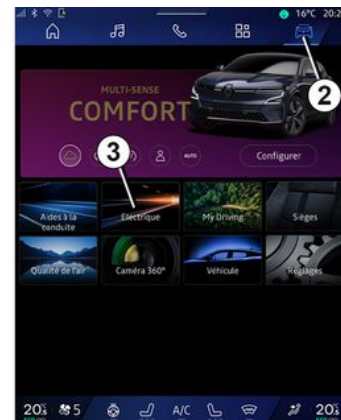 16°C 20:2
2
MULTI-SENSE
COMFORT
3
AUTO
Configurer
Aides à la
conduite
Électrique
My Driving
Sièges
Qualité de l'air
Caméra 360°
Véhicule
Réglages
20
5
A/C
20